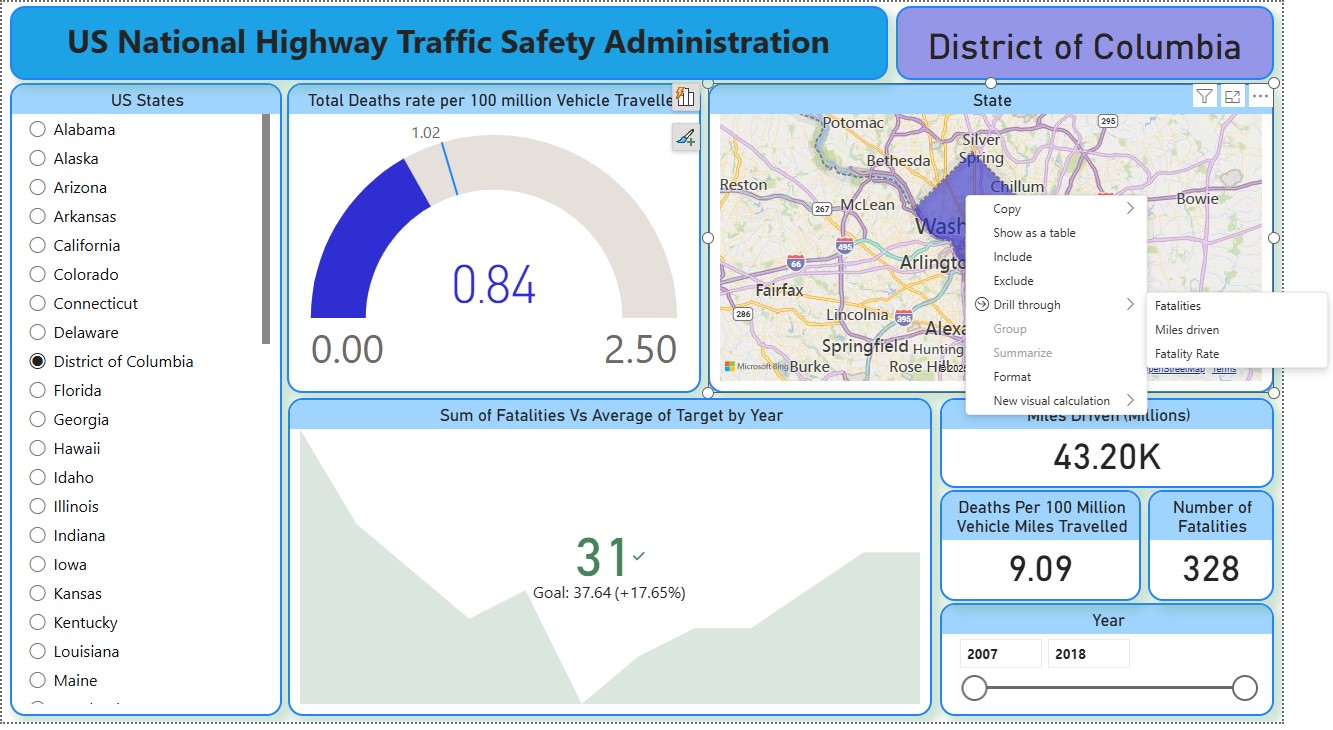 US National Highway Traffic Safety Administration
District of Columbia
US States
Alabama
Alaska
Arizona
Arkansas
California
Colorado
Connecticut
Delaware
District of Columbia
Florida
Georgia
Hawaii
Idaho
Illinois
Indiana
Iowa
Kansas
Kentucky
Louisiana
Maine
Total Deaths rate per 100 million Vehicle Travelle
1.02
0.84
0.00
2.50
State
Potomac
295
Silver
Spring
Bethesda
Chillum
Reston
267
McLean
Bowie
Wash
495
66
Arlingto
Fairfax
286
Lincolnia
395
Alexa
Springfield
Hunting
Microsoft Bing
Burke
Rose Hil
© 2025
OpenStreetMap
Terms
Copy
Show as a table
Include
Exclude
Drill through
Group
Summarize
Format
New visual calculation
Fatalities
Miles driven
Fatality Rate
Sum of Fatalities Vs Average of Target by Year
31
Goal: 37.64 (+17.65%)
Miles Driven (Millions)
43.20K
Deaths Per 100 Million
Vehicle Miles Travelled
9.09
Number of
Fatalities
328
Year
2007
2018